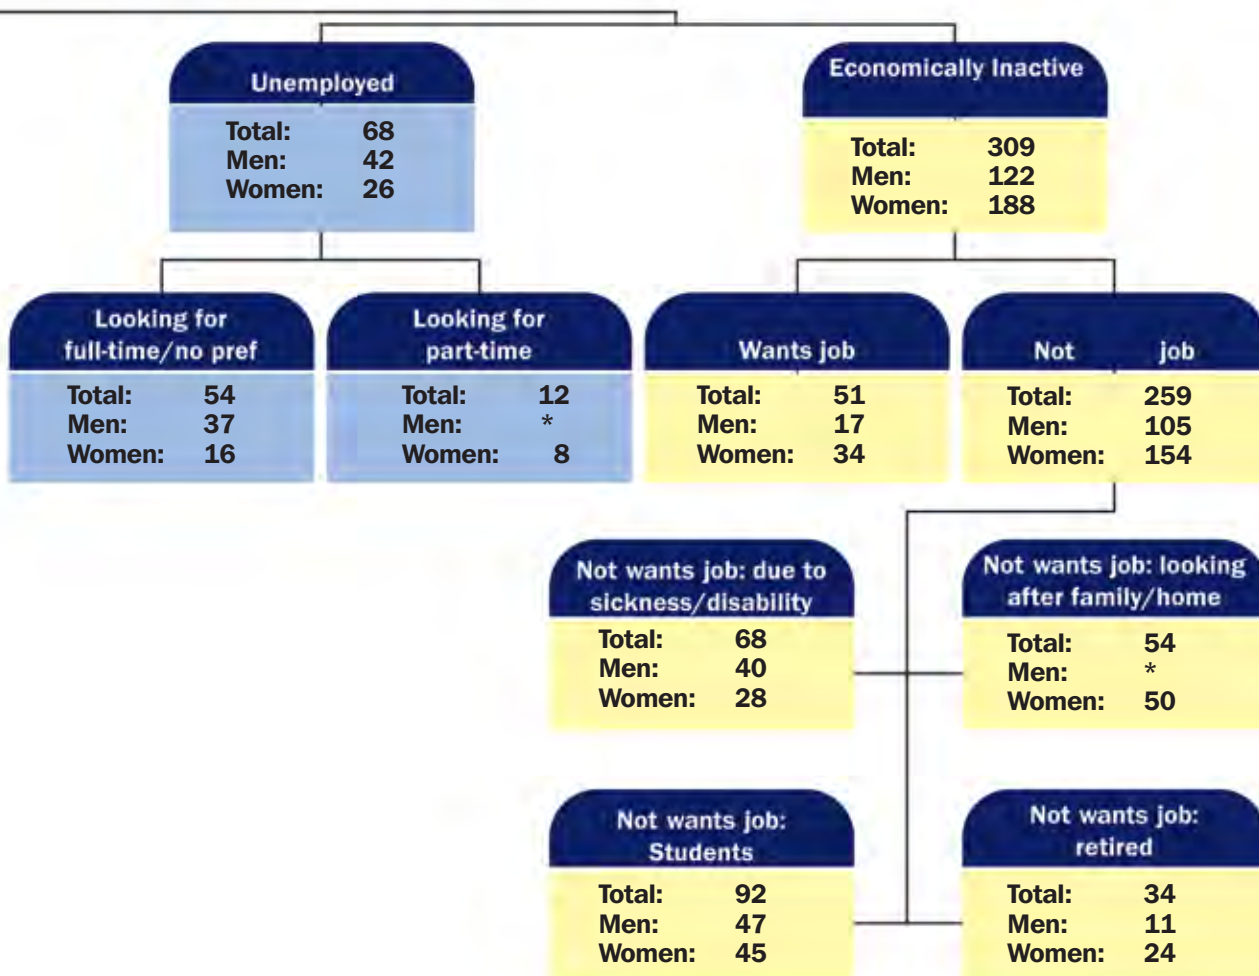 Unemployed
Total: 68
Men: 42
Women: 26
Economically Inactive
Total: 309
Men: 122
Women: 188
Looking for
full-time/no pref
Total: 54
Men: 37
Women: 16
Looking for
part-time
Total: 12
Men: *
Women: 8
Wants job
Total: 51
Men: 17
Women: 34
Not job
Total: 259
Men: 105
Women: 154
Not wants job: due to
sickness/disability
Total: 68
Men: 40
Women: 28
Not wants job: looking
after family/home
Total: 54
Men: *
Women: 50
Not wants job:
Students
Total: 92
Men: 47
Women: 45
Not wants job:
retired
Total: 34
Men: 11
Women: 24